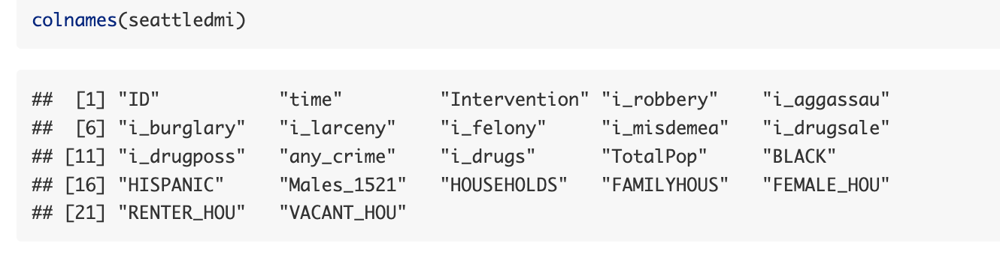 colnames(seattledmi)
##  [1] "ID"           "time"         "Intervention" "i_robbery"    "i_aggassau"
##  [6] "i_burglary"   "i_larceny"    "i_felony"     "i_misdemea"   "i_drugsale"
## [11] "i_drugposs"   "any_crime"    "i_drugs"      "TotalPop"     "BLACK"
## [16] "HISPANIC"     "Males_1521"   "HOUSEHOLDS"   "FAMILYHOUS"   "FEMALE_HOU"
## [21] "RENTER_HOU"   "VACANT_HOU"